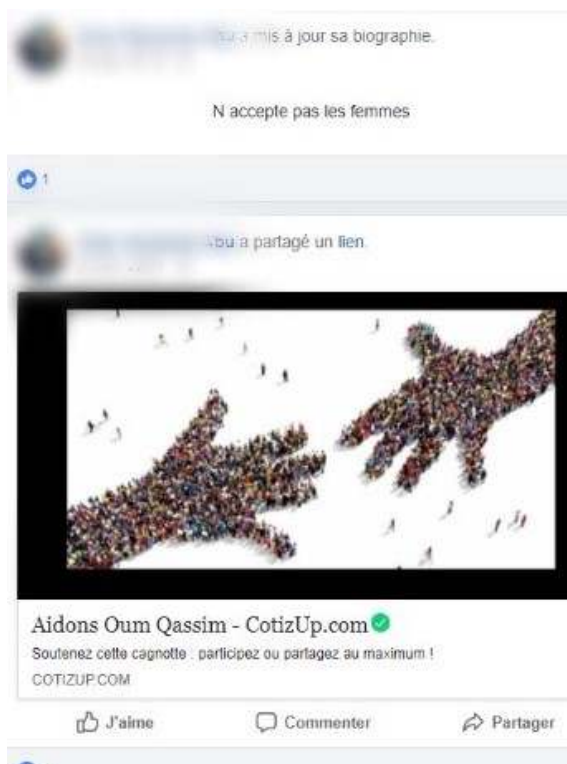 a mis à jour sa biographie.
N accepte pas les femmes
1
a partagé un lien.
Aidons Oum Qassim - CotizUp.com
Soutenez cette cagnotte : participez ou partagez au maximum !
COTIZUP.COM
J'aime Commenter Partager